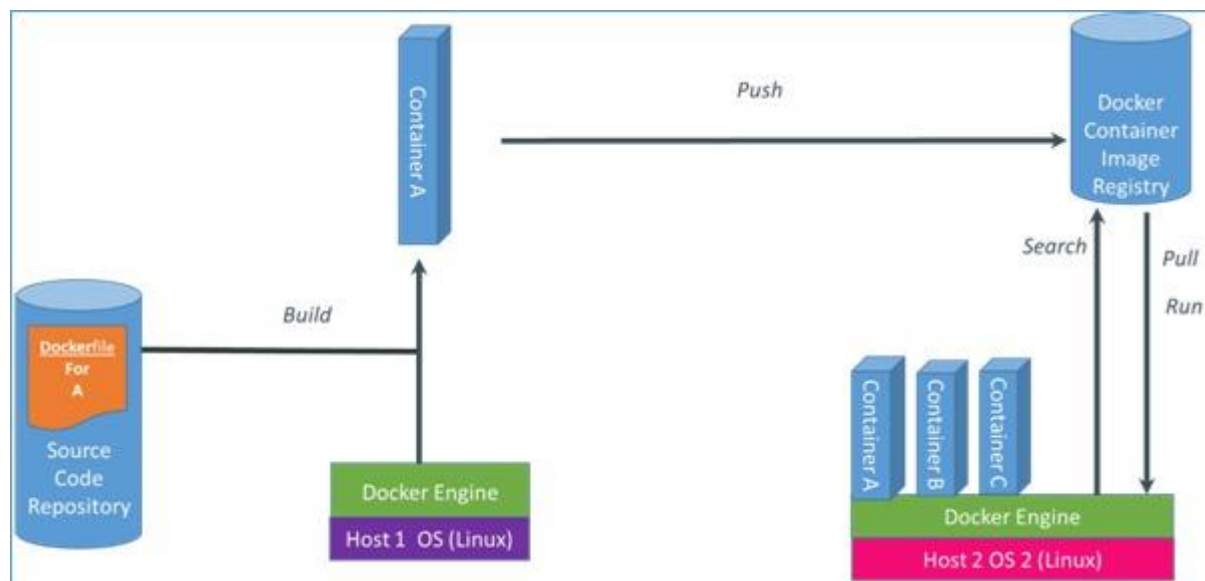 Container A
Push
Docker
Container
Image
Registry
Search
Pull
Run
Build
Dockerfile
For
A
Source
Code
Repository
Docker Engine
Host 1 OS (Linux)
Container A
Container B
Container C
Docker Engine
Host 2 OS 2 (Linux)